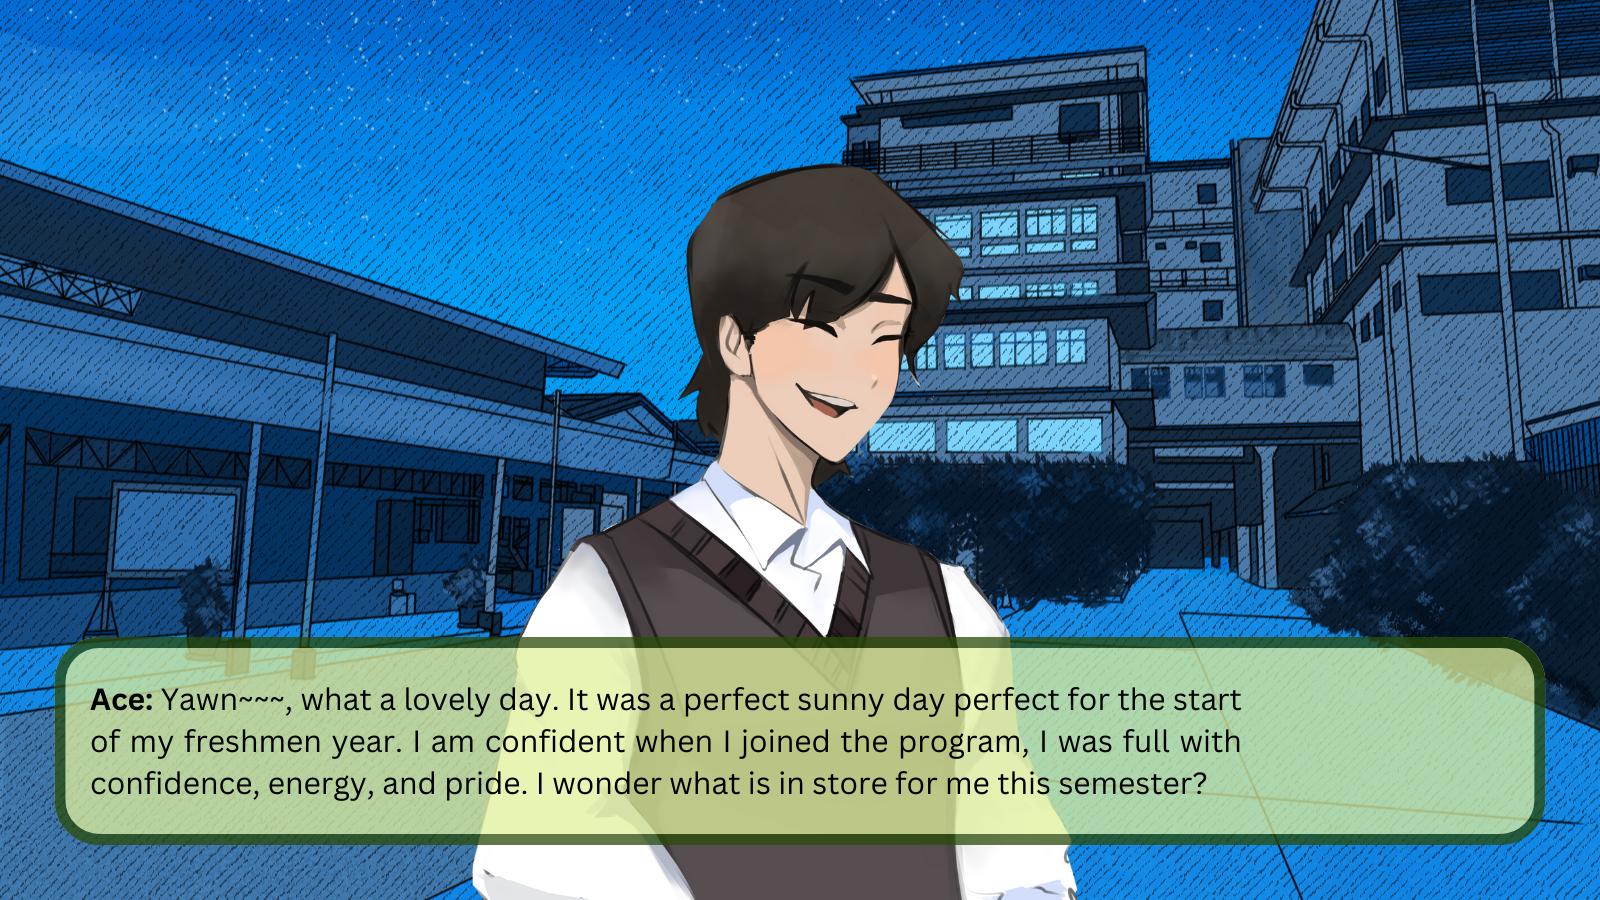 Ace: Yawn~~~, what a lovely day. It was a perfect sunny day perfect for the start
of my freshmen year. I am confident when I joined the program, I was full with
confidence, energy, and pride. I wonder what is in store for me this semester?